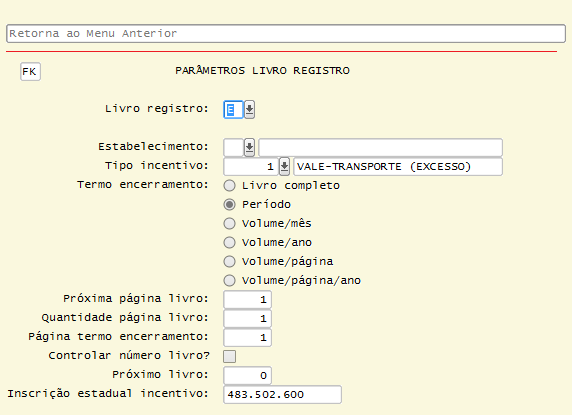 Retorna ao Menu Anterior
FK
PARÂMETROS LIVRO REGISTRO
Livro registro: E
Estabelecimento:
Tipo incentivo: 1 VALE-TRANSPORTE (EXCESSO)
Termo encerramento: Livro completo
Período
Volume/mês
Volume/ano
Volume/página
Volume/página/ano
Próxima página livro: 1
Quantidade página livro: 1
Página termo encerramento: 1
Controlar número livro?
Próximo livro: 0
Inscrição estadual incentivo: 483.502.600